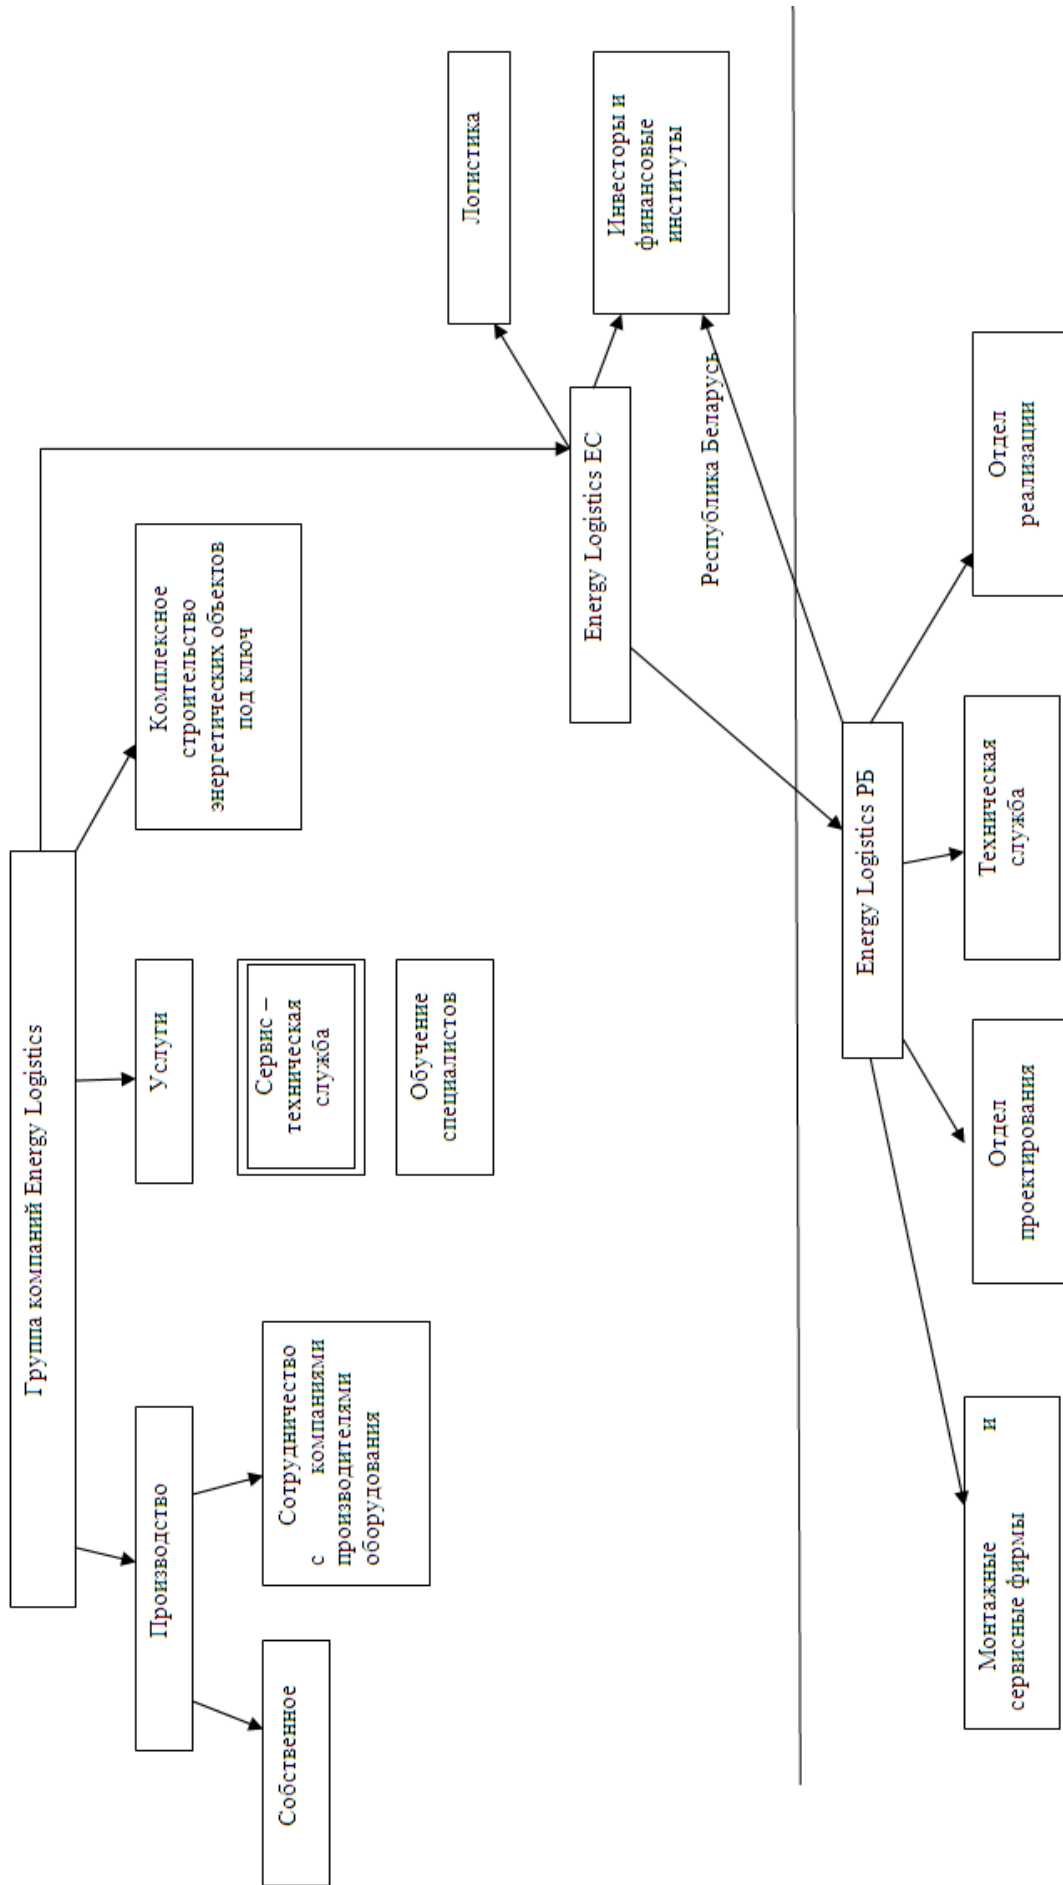 Группа компаний Energy Logistics
Производство
Услуги
Комплексное
строительство
энергетических объектов
под ключ
Собственное
Сотрудничество
с компаниями
производителями
оборудования
Сервис –
техническая
служба
Обучение
специалистов
Energy Logistics ЕС
Логистика
Инвесторы и
финансовые
институты
Республика Беларусь
Energy Logistics РБ
Монтажные и
сервисные фирмы
Отдел
проектирования
Техническая
служба
Отдел
реализации